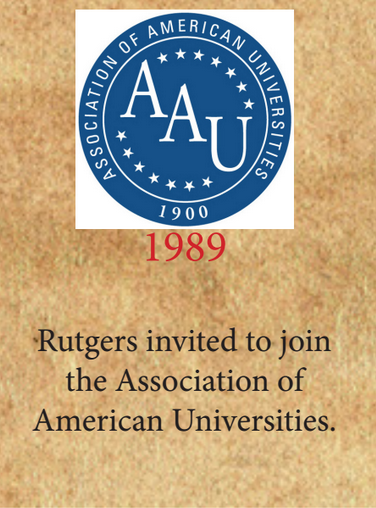 ASSOCIATION OF AMERICAN UNIVERSITIES
AAU
1900
1989
Rutgers invited to join
the Association of
American Universities.